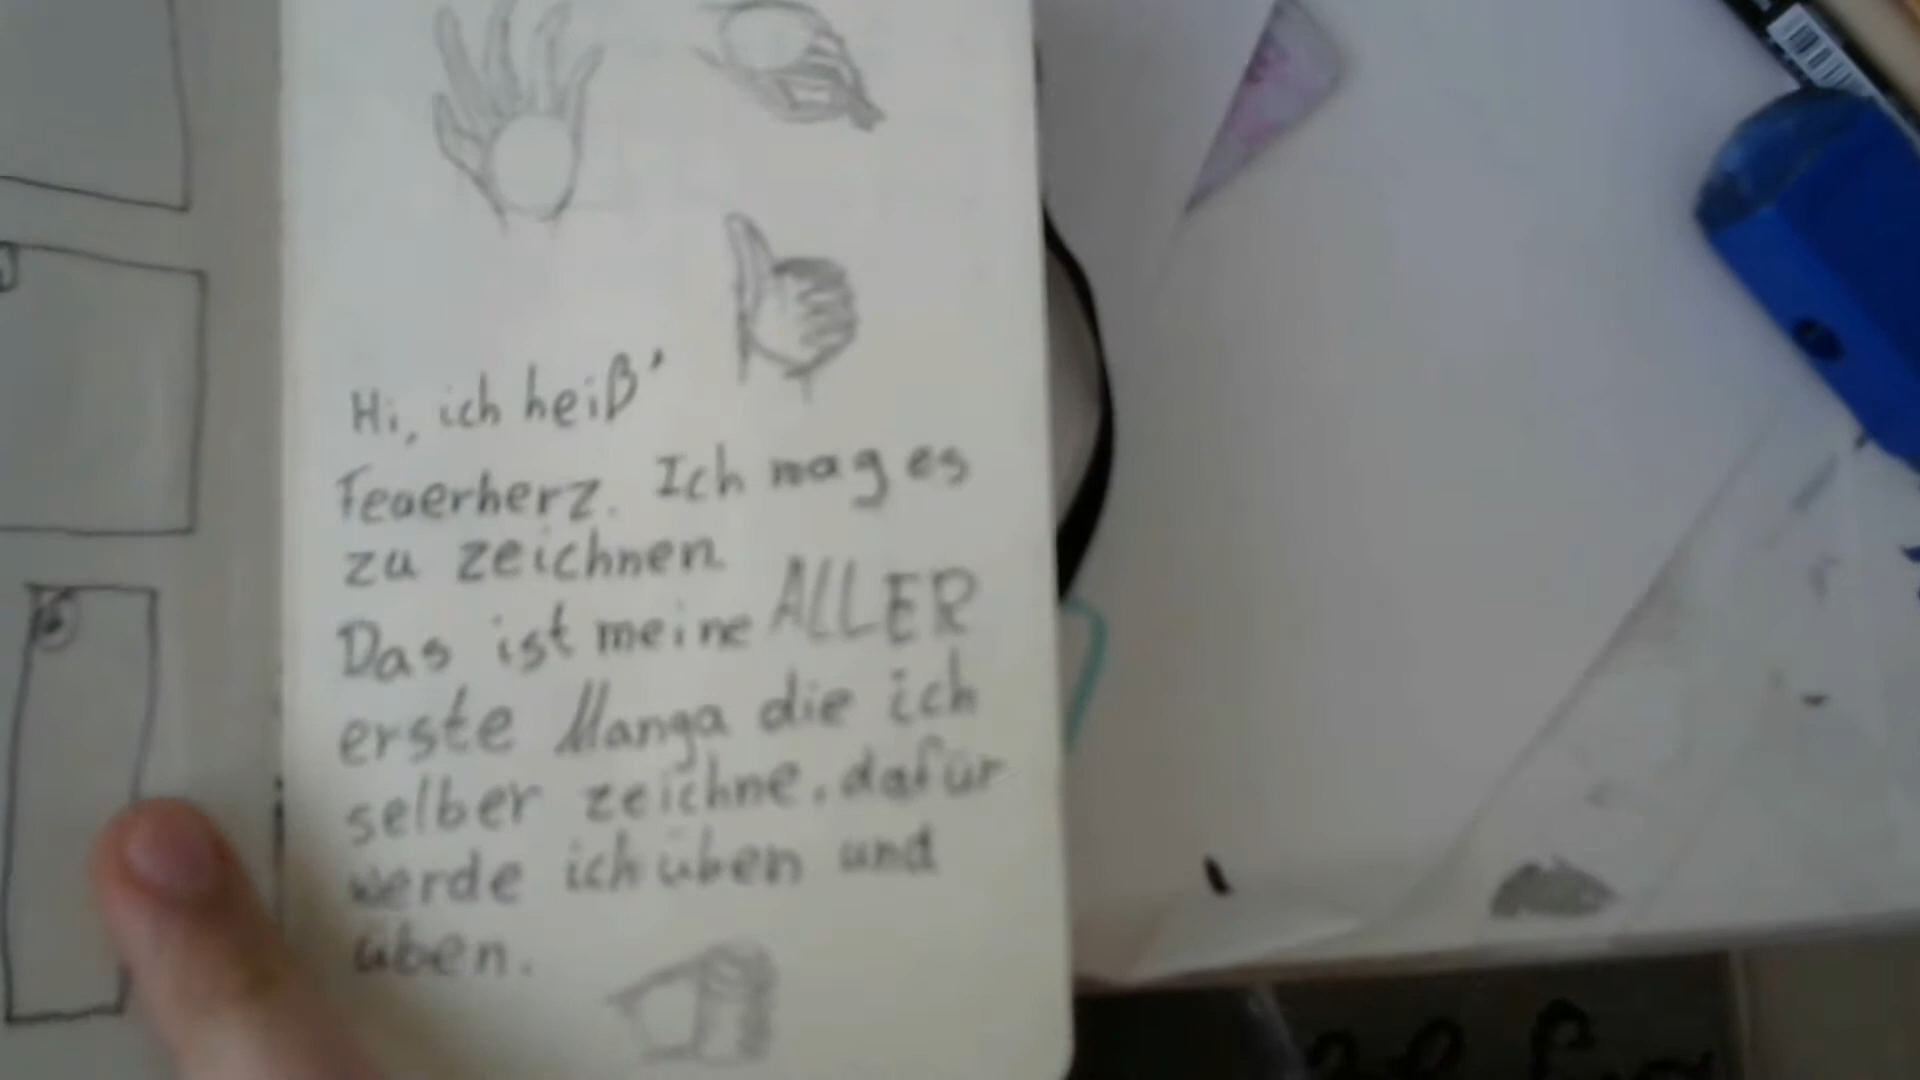 Hi, ich heiß'
Feuerherz. Ich mag es
zu zeichnen.
Das ist meine ALLER
erste Manga die ich
selber zeichne, dafür
werde ich üben und
üben.